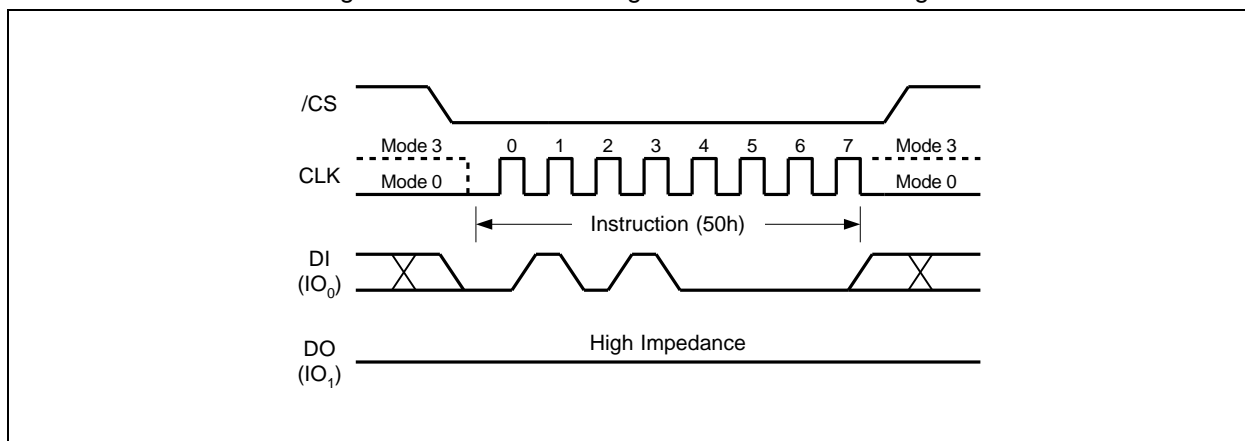 /CS
Mode 3 0 1 2 3 4 5 6 7 Mode 3
CLK
Mode 0 Mode 0
Instruction (50h)
DI
(IO₀)
High Impedance
DO
(IO₁)